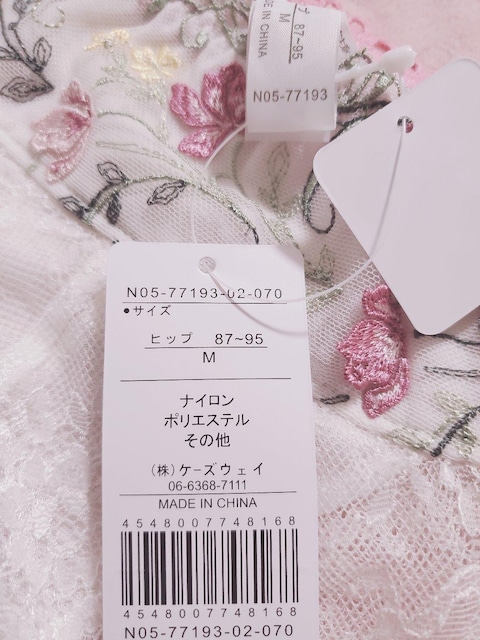 プ 87~95
M
MADE IN CHINA
N05-77193
N05-77193-02-070
●サイズ
ヒップ 87~95
M
ナイロン
ポリエステル
その他
(株)ケーズウェイ
06-6368-7111
MADE IN CHINA
4548007748168
4548007748168
N05-77193-02-070